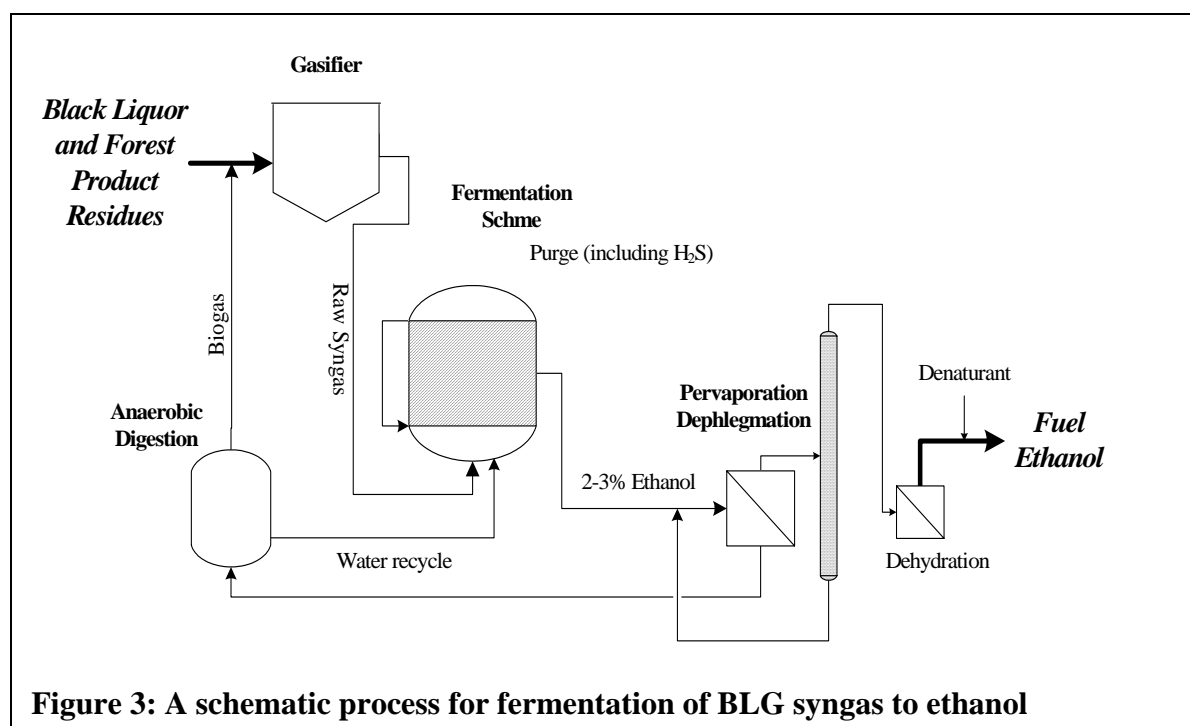 Gasifier
Black Liquor
and Forest
Product
Residues
Fermentation
Schme
Purge (including H₂S)
Biogas
Raw Syngas
Anaerobic
Digestion
Pervaporation
Dephlegmation
Denaturant
Fuel
Ethanol
2-3% Ethanol
Water recycle
Dehydration
Figure 3: A schematic process for fermentation of BLG syngas to ethanol